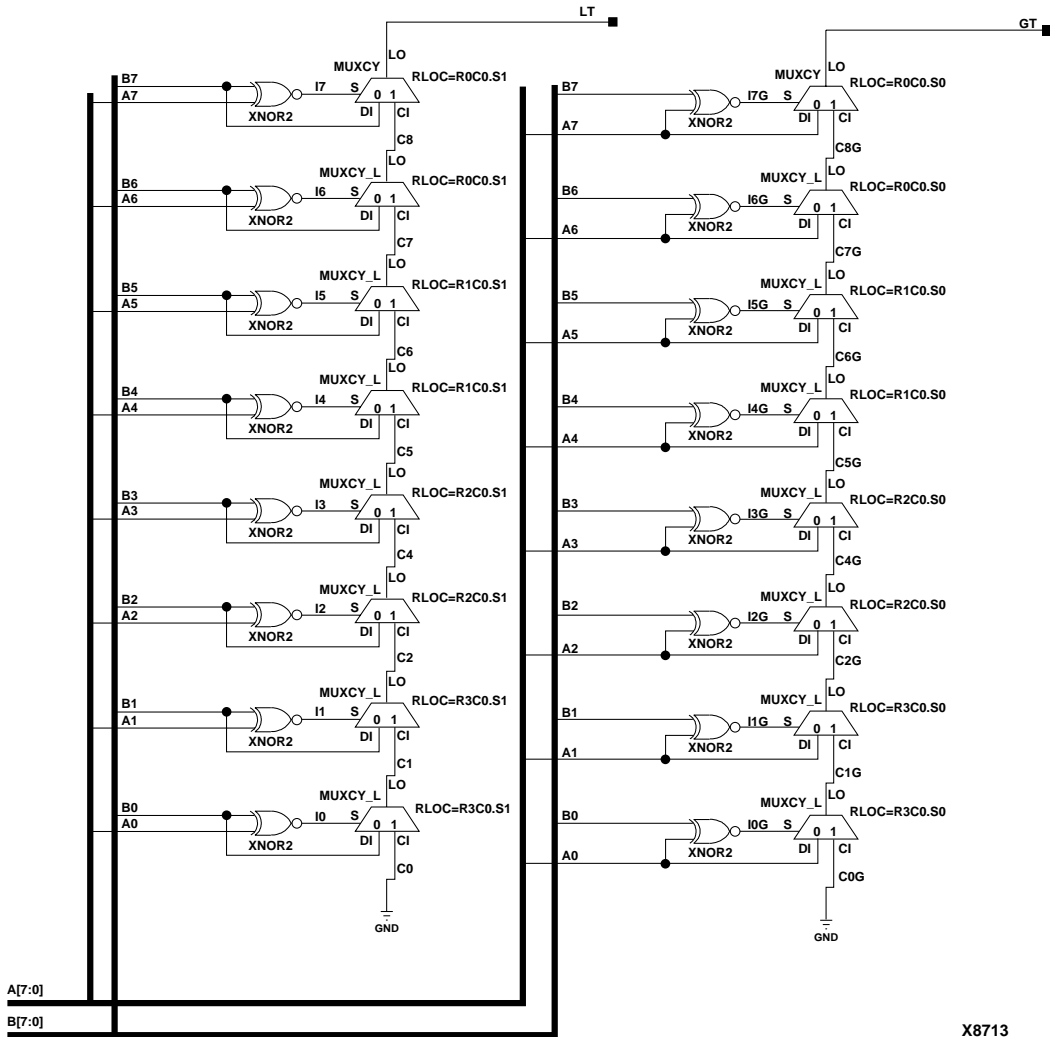 LT
GT
LO
MUXCY
RLOC=R0C0.S1
B7
A7
I7
S
0 1
DI
CI
XNOR2
C8
LO
MUXCY_L
RLOC=R0C0.S1
B6
A6
I6
S
0 1
DI
CI
XNOR2
C7
LO
MUXCY_L
RLOC=R1C0.S1
B5
A5
I5
S
0 1
DI
CI
XNOR2
C6
LO
MUXCY_L
RLOC=R1C0.S1
B4
A4
I4
S
0 1
DI
CI
XNOR2
C5
LO
MUXCY_L
RLOC=R2C0.S1
B3
A3
I3
S
0 1
DI
CI
XNOR2
C4
LO
MUXCY_L
RLOC=R2C0.S1
B2
A2
I2
S
0 1
DI
CI
XNOR2
C2
LO
MUXCY_L
RLOC=R3C0.S1
B1
A1
I1
S
0 1
DI
CI
XNOR2
C1
LO
MUXCY_L
RLOC=R3C0.S1
B0
A0
I0
S
0 1
DI
CI
XNOR2
C0
GND
LO
MUXCY
RLOC=R0C0.S0
B7
I7G
S
0 1
DI
CI
XNOR2
A7
C8G
LO
MUXCY_L
RLOC=R0C0.S0
B6
I6G
S
0 1
DI
CI
XNOR2
A6
C7G
LO
MUXCY_L
RLOC=R1C0.S0
B5
I5G
S
0 1
DI
CI
XNOR2
A5
C6G
LO
MUXCY_L
RLOC=R1C0.S0
B4
I4G
S
0 1
DI
CI
XNOR2
A4
C5G
LO
MUXCY_L
RLOC=R2C0.S0
B3
I3G
S
0 1
DI
CI
XNOR2
A3
C4G
LO
MUXCY_L
RLOC=R2C0.S0
B2
I2G
S
0 1
DI
CI
XNOR2
A2
C2G
LO
MUXCY_L
RLOC=R3C0.S0
B1
I1G
S
0 1
DI
CI
XNOR2
A1
C1G
LO
MUXCY_L
RLOC=R3C0.S0
B0
I0G
S
0 1
DI
CI
XNOR2
A0
C0G
GND
A[7:0]
B[7:0]
X8713